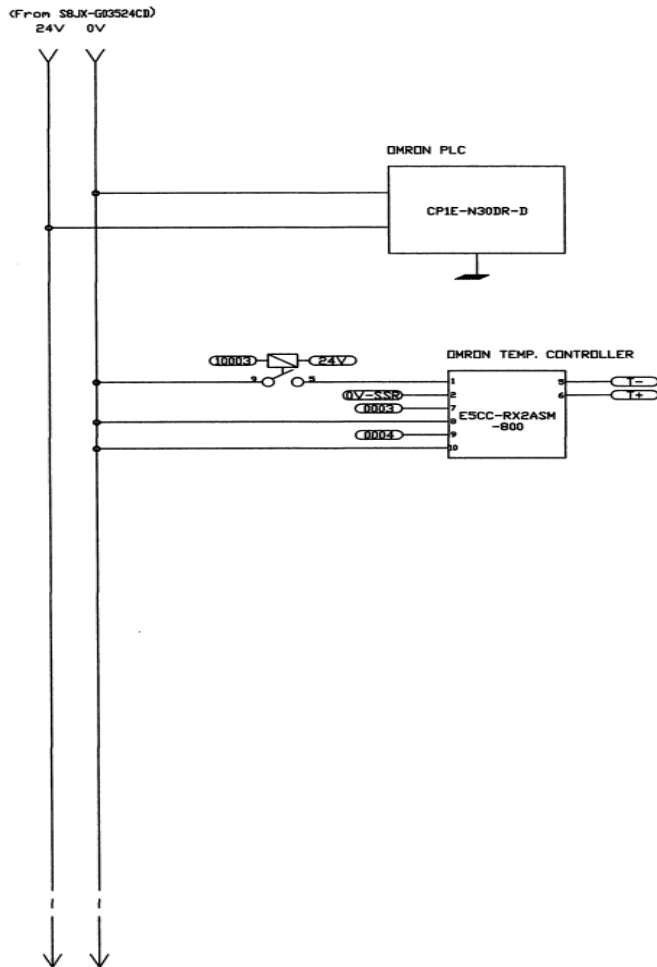 (From S8JX-G03524CD)
24V 0V
OMRON PLC
CP1E-N30DR-D
OMRON TEMP. CONTROLLER
10003 24V
9 5
1 5 T-
0V-SSR 2 6 T+
0003 7
E5CC-RX2ASM
-800
8
0004 9
10